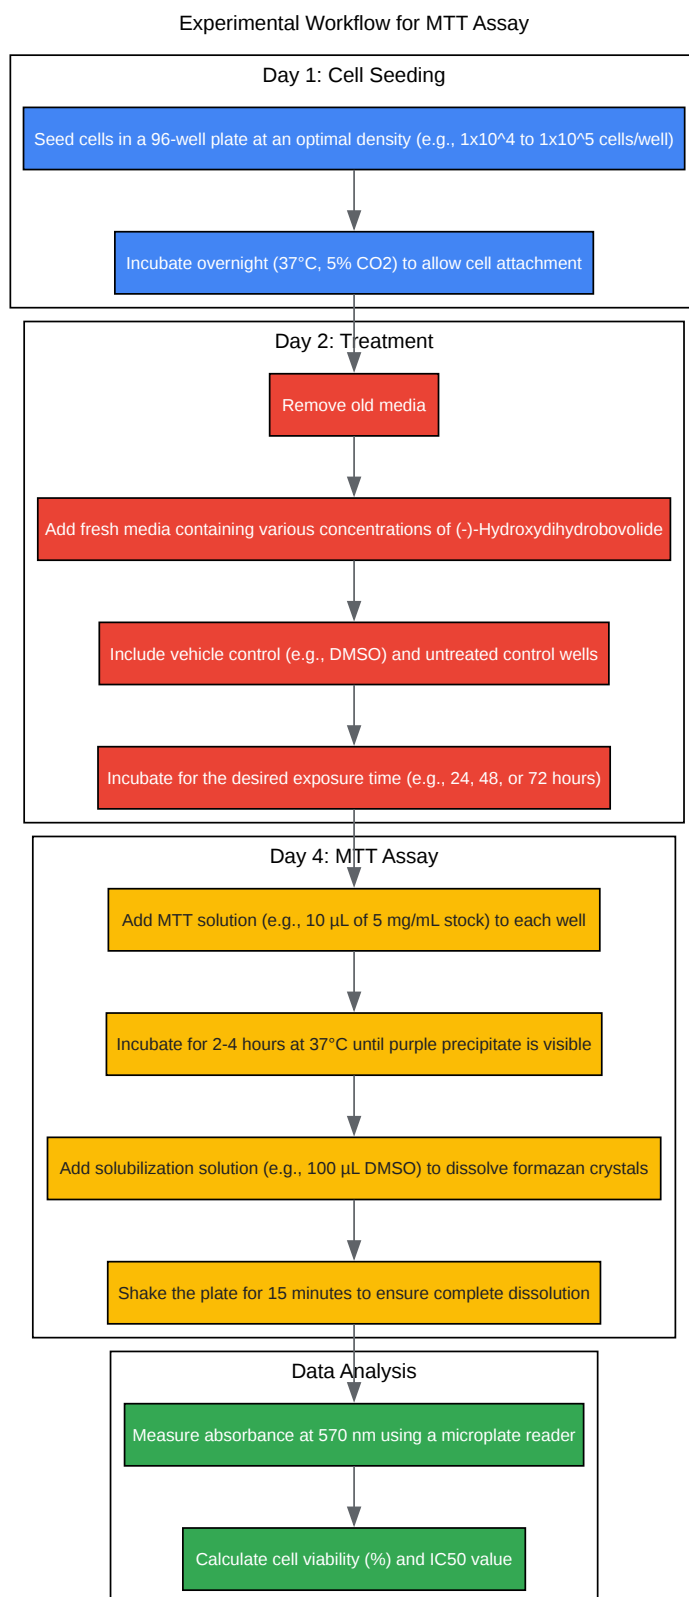 Experimental Workflow for MTT Assay
Day 1: Cell Seeding
Seed cells in a 96-well plate at an optimal density (e.g., 1x10^4 to 1x10^5 cells/well)
Incubate overnight (37°C, 5% CO2) to allow cell attachment
Day 2: Treatment
Remove old media
Add fresh media containing various concentrations of (-)-Hydroxydihydrobovolide
Include vehicle control (e.g., DMSO) and untreated control wells
Incubate for the desired exposure time (e.g., 24, 48, or 72 hours)
Day 4: MTT Assay
Add MTT solution (e.g., 10 µL of 5 mg/mL stock) to each well
Incubate for 2-4 hours at 37°C until purple precipitate is visible
Add solubilization solution (e.g., 100 µL DMSO) to dissolve formazan crystals
Shake the plate for 15 minutes to ensure complete dissolution
Data Analysis
Measure absorbance at 570 nm using a microplate reader
Calculate cell viability (%) and IC50 value